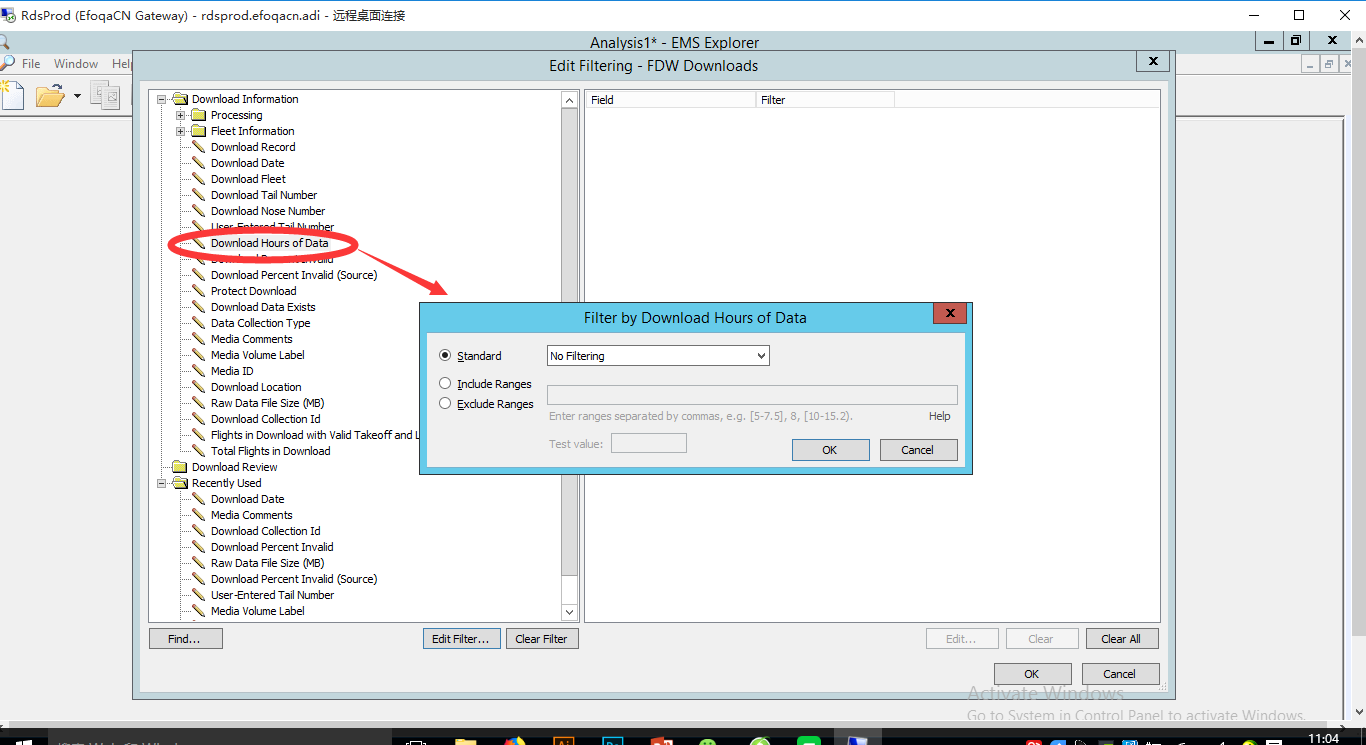 RdsProd (EfoqaCN Gateway) - rdsprod.efoqacn.adi - 远程桌面连接
Analysis1* - EMS Explorer
File Window Help
Edit Filtering - FDW Downloads
Download Information
Processing
Fleet Information
Download Record
Download Date
Download Fleet
Download Tail Number
Download Nose Number
User-Entered Tail Number
Download Hours of Data
Download Percent Invalid
Download Percent Invalid (Source)
Protect Download
Download Data Exists
Data Collection Type
Media Comments
Media Volume Label
Media ID
Download Location
Raw Data File Size (MB)
Download Collection Id
Flights in Download with Valid Takeoff and L
Total Flights in Download
Download Review
Recently Used
Download Date
Media Comments
Download Collection Id
Download Percent Invalid
Raw Data File Size (MB)
Download Percent Invalid (Source)
User-Entered Tail Number
Media Volume Label
Field Filter
Filter by Download Hours of Data
Standard No Filtering
Include Ranges
Exclude Ranges
Enter ranges separated by commas, e.g. [5-7.5], 8, [10-15.2). Help
Test value: OK Cancel
Find... Edit Filter... Clear Filter Edit... Clear Clear All
OK Cancel
Activate Windows
Go to System in Control Panel to activate Windows.
11:04